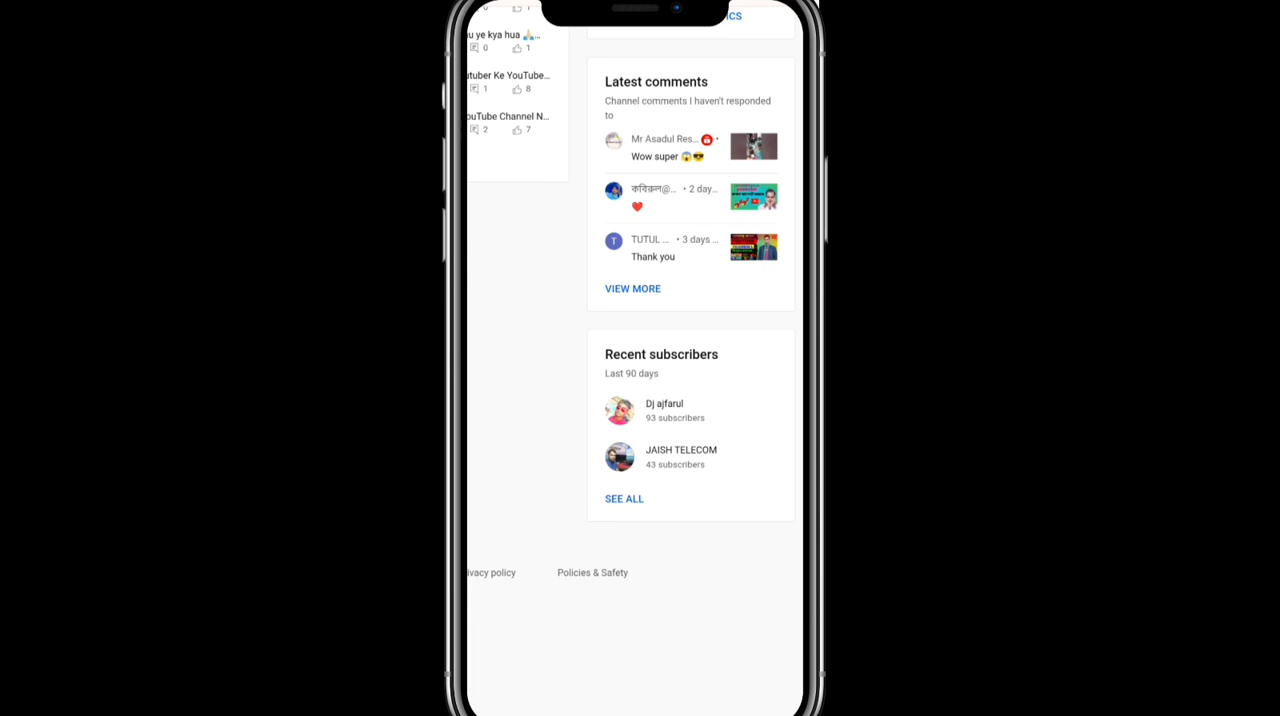 ICS
0 1
u ye kya hua 🙏...
0 1
utuber Ke YouTube...
1 8
ouTube Channel N...
2 7
Latest comments
Channel comments I haven't responded
to
Mr Asadul Res... •
Wow super 😱😎
কবিরুল@... • 2 day...
❤️
TUTUL ... • 3 days ...
T
Thank you
VIEW MORE
Recent subscribers
Last 90 days
Dj ajfarul
93 subscribers
JAISH TELECOM
43 subscribers
SEE ALL
ivacy policy Policies & Safety